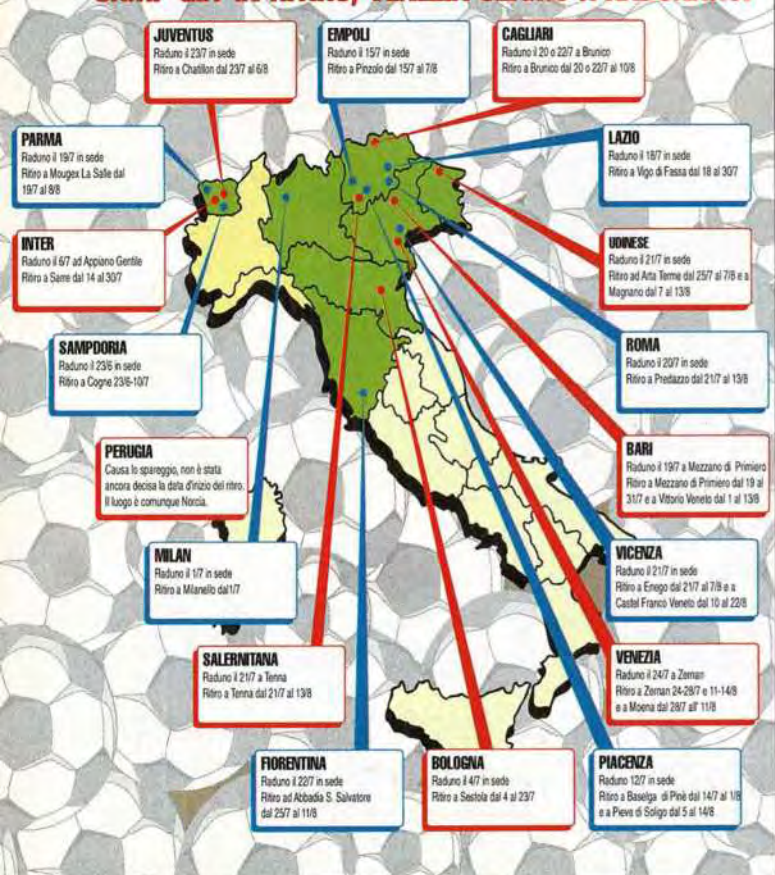 JUVENTUS
Raduno il 23/7 in sede
Ritiro a Chatillon dal 23/7 al 6/8
EMPOLI
Raduno il 15/7 in sede
Ritiro a Pinzolo dal 15/7 al 7/8
CAGLIARI
Raduno il 20 o 22/7 a Brunico
Ritiro a Brunico dal 20 o 22/7 al 10/8
PARMA
Raduno il 19/7 in sede
Ritiro a Mougex La Salle dal
19/7 al 8/8
LAZIO
Raduno il 18/7 in sede
Ritiro a Vigo di Fassa dal 18 al 30/7
INTER
Raduno il 6/7 ad Appiano Gentile
Ritiro a Sarre dal 14 al 30/7
UDINESE
Raduno il 21/7 in sede
Ritiro ad Arta Terme dal 25/7 al 7/8 e a
Magnano dal 7 al 13/8
SAMPDORIA
Raduno il 23/6 in sede
Ritiro a Cogne 23/6-10/7
ROMA
Raduno il 20/7 in sede
Ritiro a Predazzo dal 21/7 al 13/8
PERUGIA
Causa lo spareggio, non è stata
ancora decisa la data d'inizio del ritiro.
Il luogo è comunque Norcia.
BARI
Raduno il 19/7 a Mezzano di Primiero
Ritiro a Mezzano di Primiero dal 19 al
31/7 e a Vittorio Veneto dal 1 al 13/8
MILAN
Raduno il 1/7 in sede
Ritiro a Milanello dal 1/7
VICENZA
Raduno il 21/7 in sede
Ritiro a Enego dal 21/7 al 7/8 e a
Castel Franco Veneto dal 10 al 22/8
SALERNITANA
Raduno il 21/7 a Tenna
Ritiro a Tenna dal 21/7 al 13/8
VENEZIA
Raduno il 24/7 a Zeman
Ritiro a Zeman 24-28/7 e 11-14/8
e a Moena dal 28/7 all' 11/8
FIORENTINA
Raduno il 22/7 in sede
Ritiro ad Abbadia S. Salvatore
dal 25/7 al 11/8
BOLOGNA
Raduno il 4/7 in sede
Ritiro a Sestola dal 4 al 23/7
PIACENZA
Raduno 12/7 in sede
Ritiro a Baselga di Pinè dal 14/7 al 1/8
e a Pieve di Soligo dal 5 al 14/8